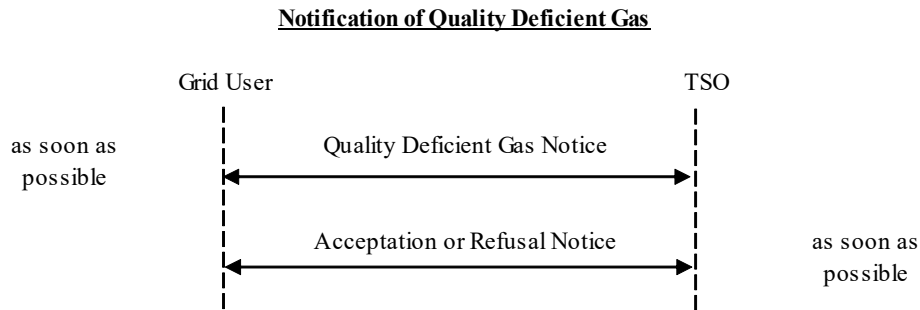 Notification of Quality Deficient Gas
Grid User
TSO
as soon as
possible
Quality Deficient Gas Notice
Acceptation or Refusal Notice
as soon as
possible